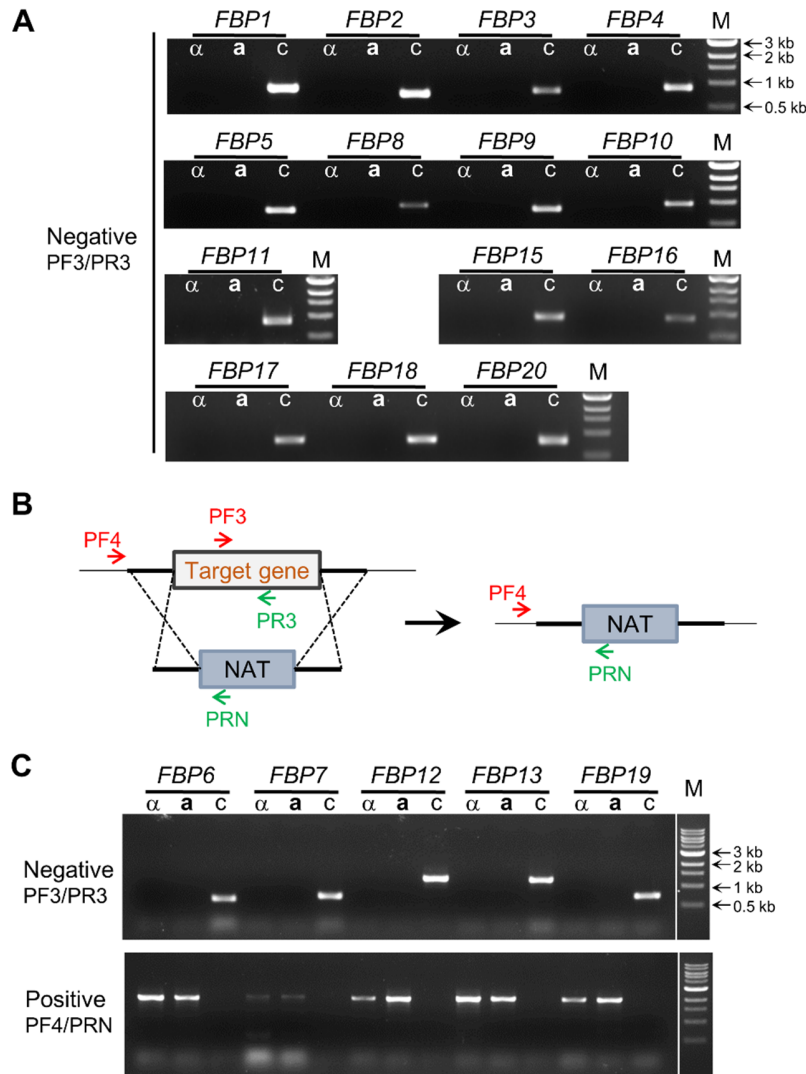 A
FBP1 FBP2 FBP3 FBP4 M
α a c α a c α a c α a c
3 kb
2 kb
1 kb
0.5 kb
FBP5 FBP8 FBP9 FBP10 M
α a c α a c α a c α a c
Negative
PF3/PR3
FBP11 M FBP15 FBP16 M
α a c α a c α a c
FBP17 FBP18 FBP20 M
α a c α a c α a c
B
PF3
PF4
Target gene
PR3
NAT
PRN
PF4
NAT
PRN
C
FBP6 FBP7 FBP12 FBP13 FBP19 M
α a c α a c α a c α a c α a c
Negative
PF3/PR3
3 kb
2 kb
1 kb
0.5 kb
Positive
PF4/PRN